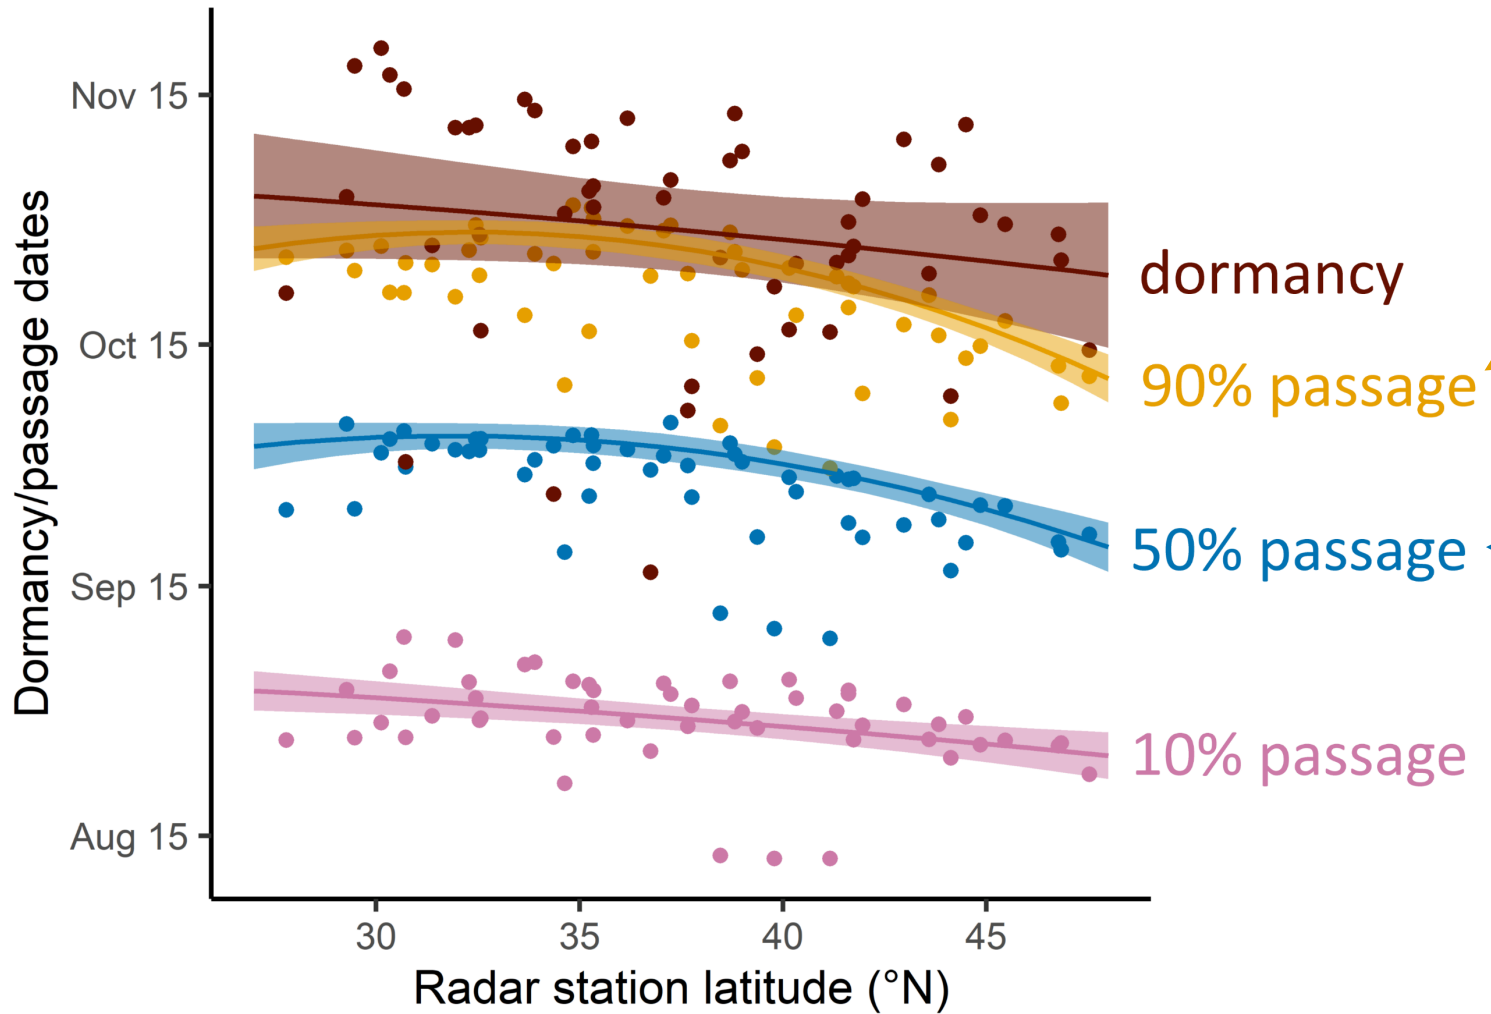 Dormancy/passage dates
Nov 15
Oct 15
Sep 15
Aug 15
30
35
40
45
Radar station latitude (°N)
dormancy
90% passage
50% passage
10% passage